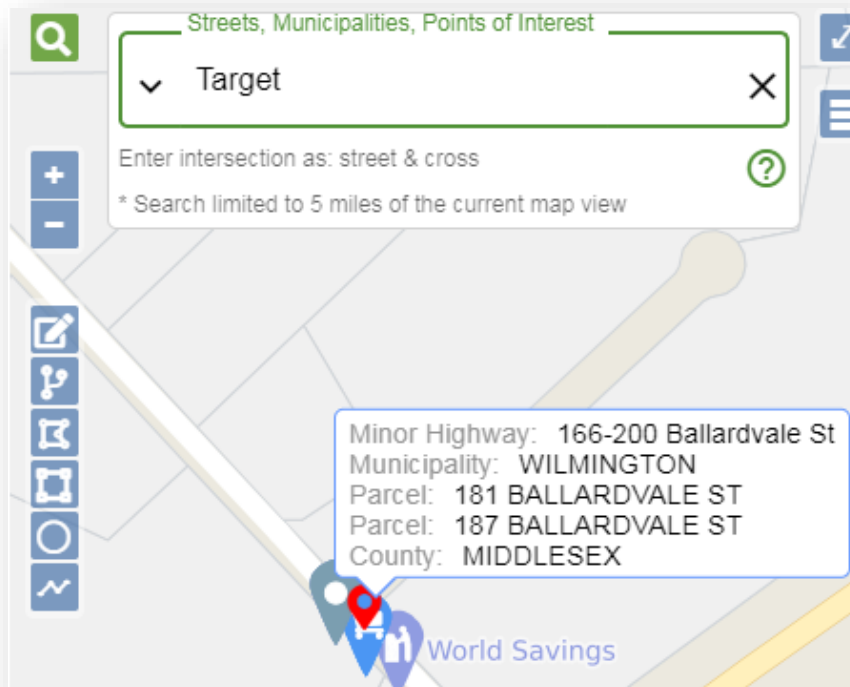 Streets, Municipalities, Points of Interest
Target
Enter intersection as: street & cross
* Search limited to 5 miles of the current map view
Minor Highway: 166-200 Ballardvale St
Municipality: WILMINGTON
Parcel: 181 BALLARDVALE ST
Parcel: 187 BALLARDVALE ST
County: MIDDLESEX
World Savings